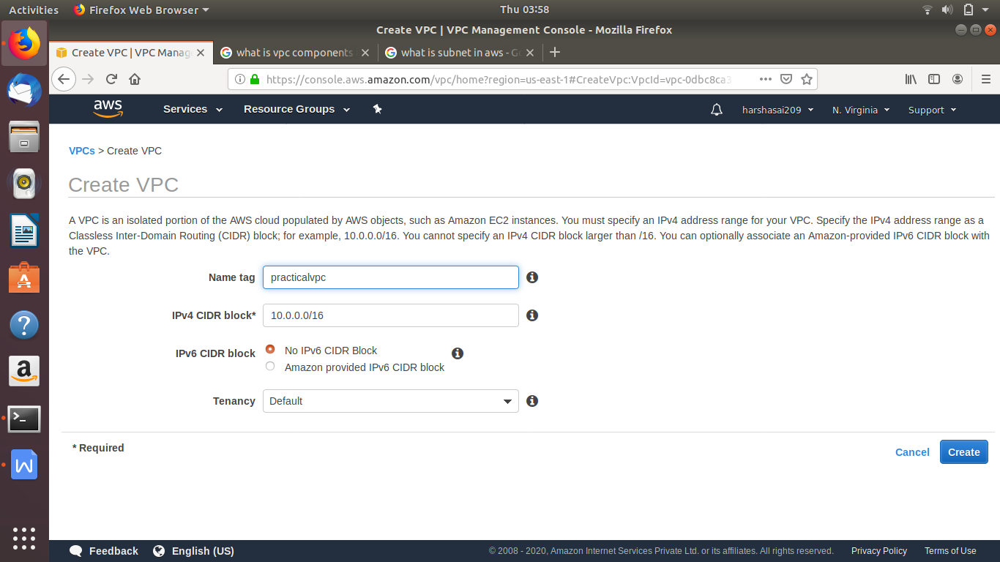 Activities Firefox Web Browser Thu 03:58
Create VPC | VPC Management Console - Mozilla Firefox
Create VPC | VPC Manag what is vpc components what is subnet in aws - G
https://console.aws.amazon.com/vpc/home?region=us-east-1#CreateVpc:VpcId=vpc-0dbc8ca3
aws Services Resource Groups harshasai209 N. Virginia Support
VPCs > Create VPC
Create VPC
A VPC is an isolated portion of the AWS cloud populated by AWS objects, such as Amazon EC2 instances. You must specify an IPv4 address range for your VPC. Specify the IPv4 address range as a
Classless Inter-Domain Routing (CIDR) block; for example, 10.0.0.0/16. You cannot specify an IPv4 CIDR block larger than /16. You can optionally associate an Amazon-provided IPv6 CIDR block with
the VPC.
Name tag practicalvpc
IPv4 CIDR block* 10.0.0.0/16
IPv6 CIDR block No IPv6 CIDR Block
Amazon provided IPv6 CIDR block
Tenancy Default
* Required
Cancel Create
Feedback English (US) © 2008 - 2020, Amazon Internet Services Private Ltd. or its affiliates. All rights reserved. Privacy Policy Terms of Use